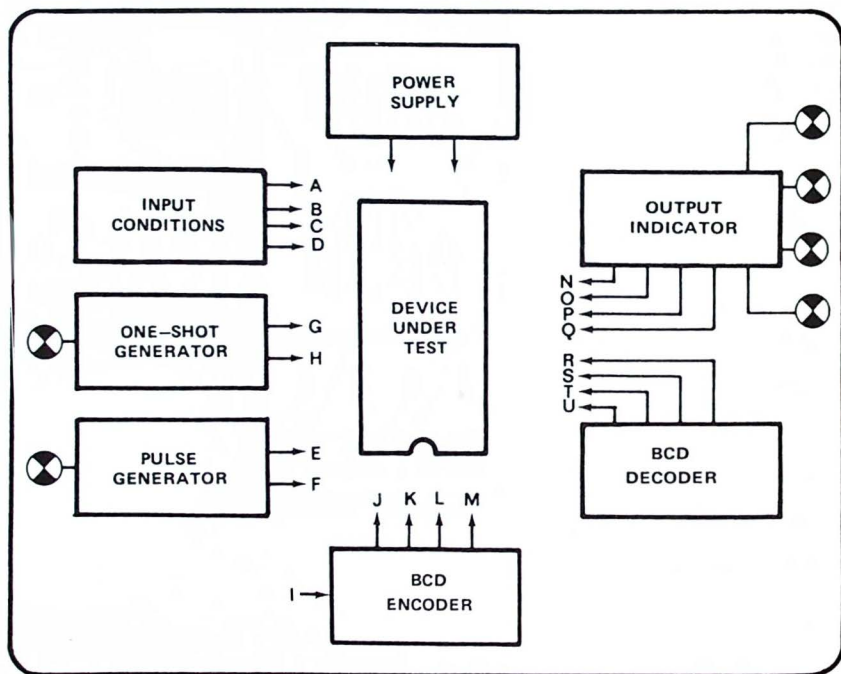 POWER
SUPPLY
INPUT
CONDITIONS
A
B
C
D
ONE-SHOT
GENERATOR
G
H
PULSE
GENERATOR
E
F
DEVICE
UNDER
TEST
OUTPUT
INDICATOR
N
O
P
Q
R
S
T
U
BCD
DECODER
J K L M
I
BCD
ENCODER